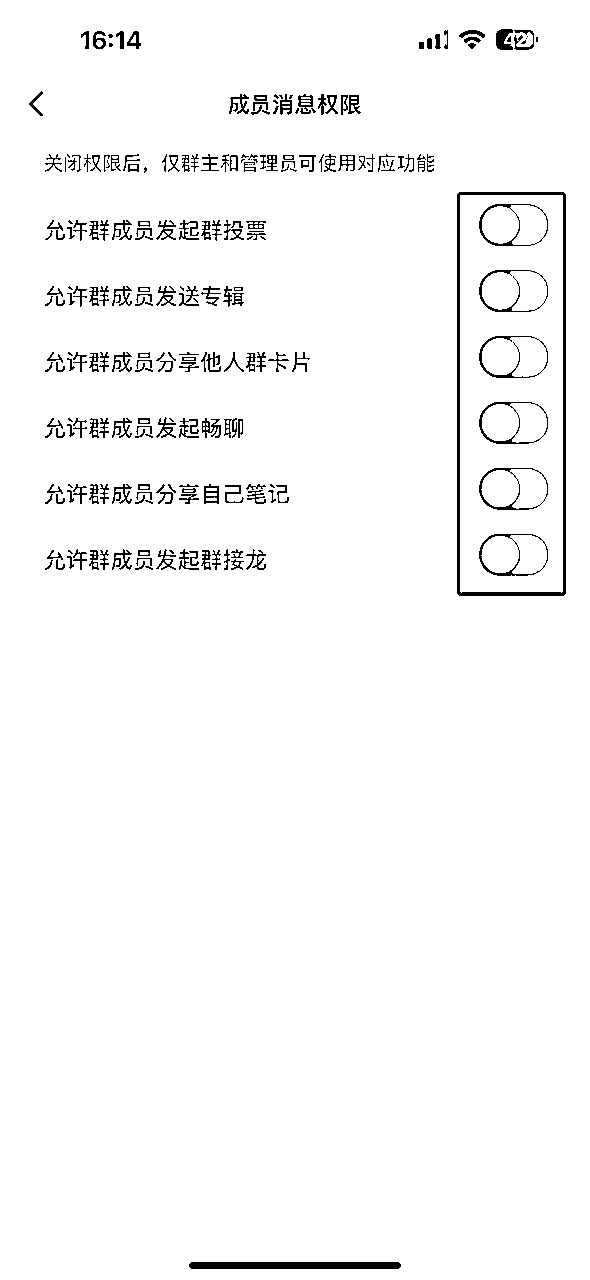 16:14
成员消息权限
关闭权限后，仅群主和管理员可使用对应功能
允许群成员发起群投票
允许群成员发送专辑
允许群成员分享他人群卡片
允许群成员发起畅聊
允许群成员分享自己笔记
允许群成员发起群接龙